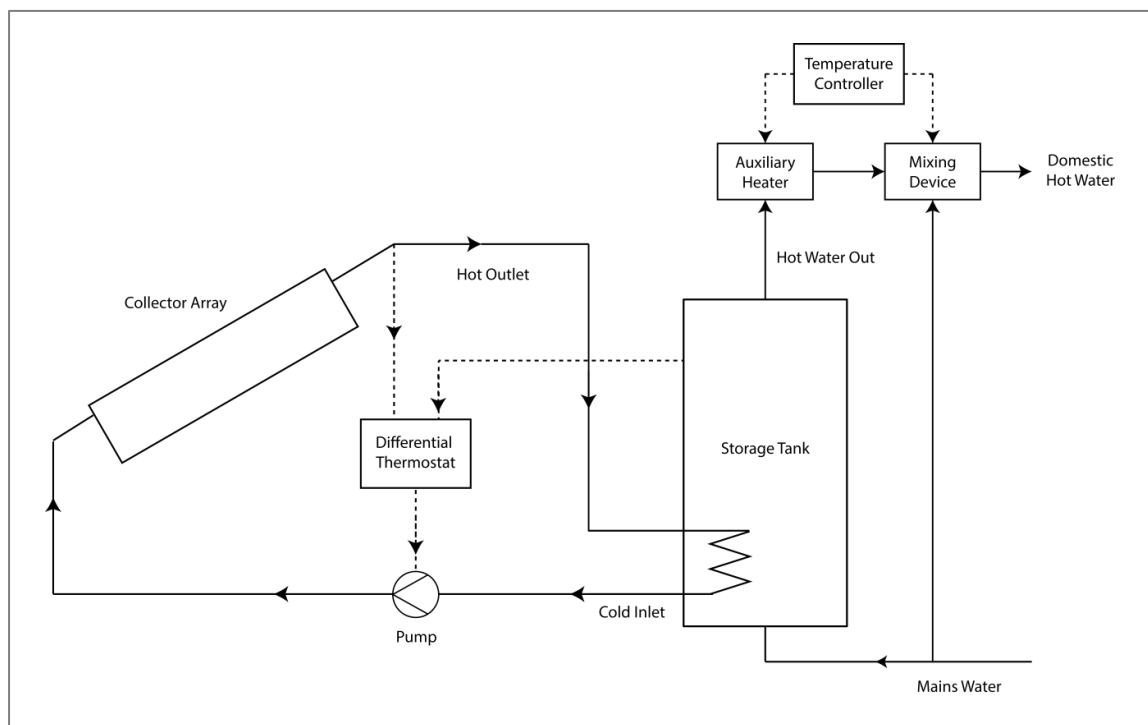 Temperature
Controller
Auxiliary
Heater
Mixing
Device
Domestic
Hot Water
Hot Water Out
Hot Outlet
Collector Array
Differential
Thermostat
Storage Tank
Cold Inlet
Pump
Mains Water